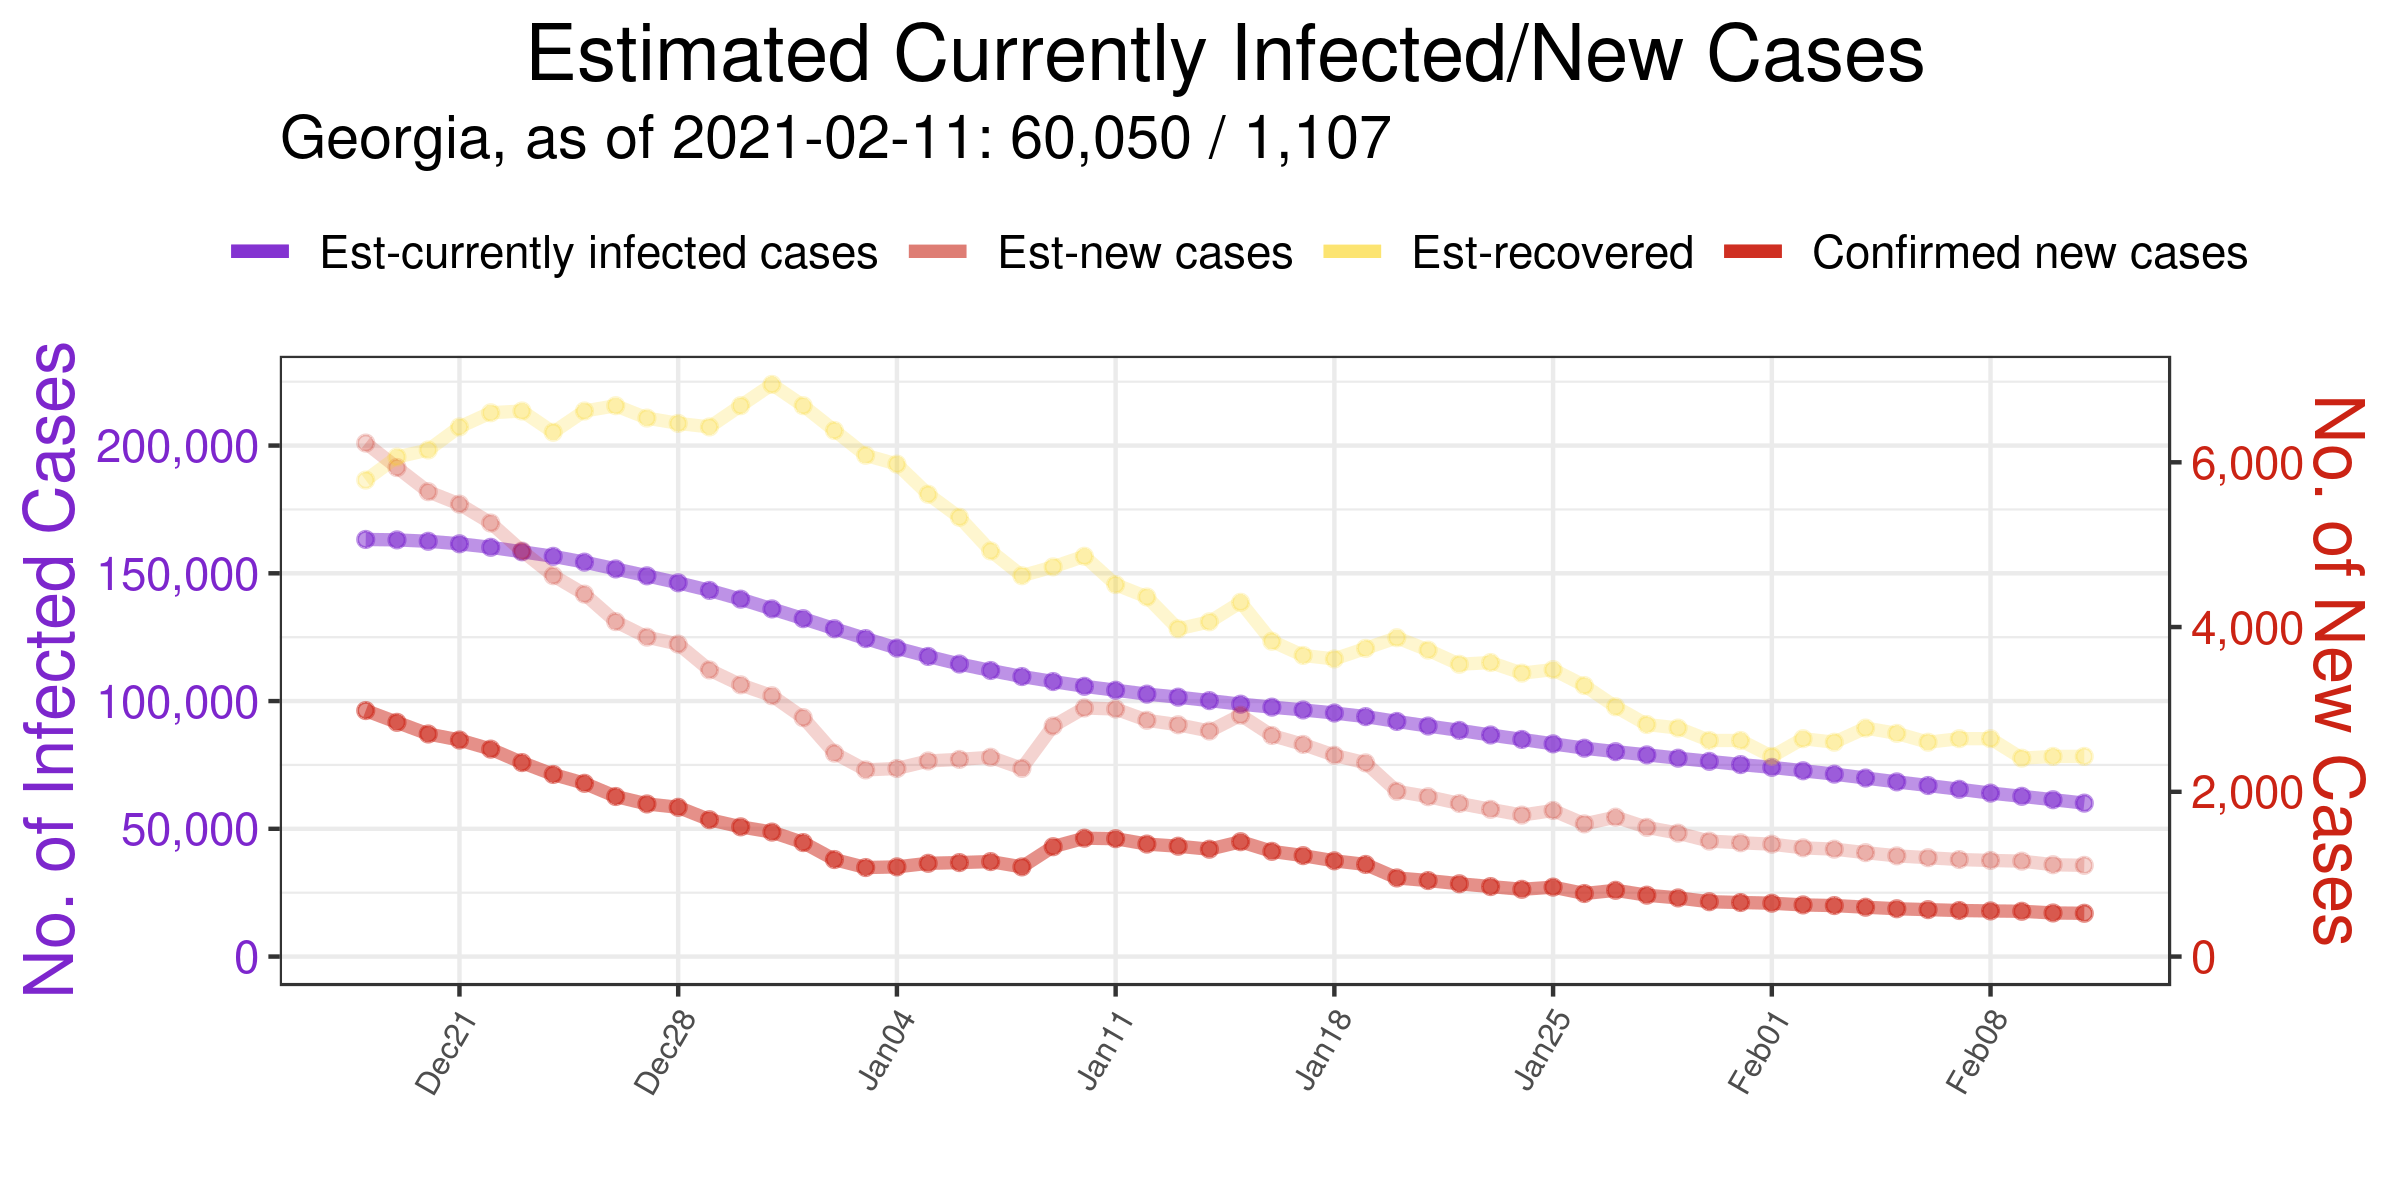 Estimated Currently Infected/New Cases
Georgia, as of 2021-02-11: 60,050 / 1,107
Est-currently infected cases Est-new cases Est-recovered Confirmed new cases
No. of Infected Cases
200,000
150,000
100,000
50,000
0
6,000
4,000
2,000
0
No. of New Cases
Dec21 Dec28 Jan04 Jan11 Jan18 Jan25 Feb01 Feb08